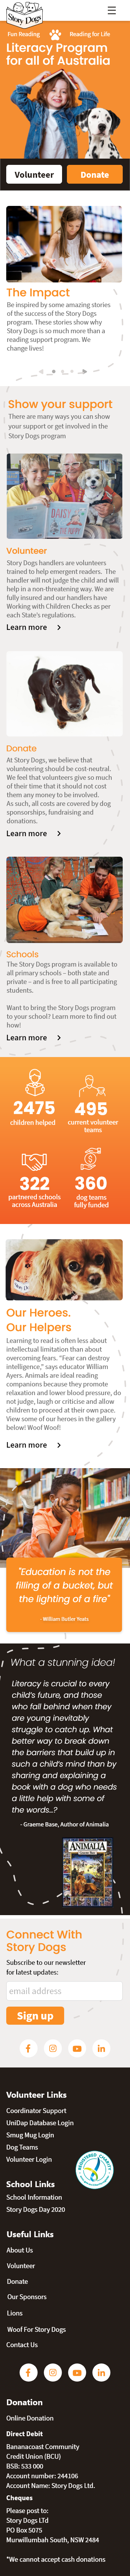 Story Dogs
Fun Reading
Reading for Life
Literacy Program
for all of Australia
Volunteer
Donate
The Impact
Be inspired by some amazing stories
of the success of the Story Dogs
program. These stories show why
Story Dogs is so much more than a
reading support program. We
change lives!
Show your support
There are many ways you can show
your support or get involved in the
Story Dogs program
READ
Volunteer
Story Dogs handlers are volunteers
trained to help emergent readers. The
handler will not judge the child and will
help in a non-threatening way. We are
fully insured and our handlers have
Working with Children Checks as per
each State's regulations.
Learn more
Donate
At Story Dogs, we believe that
volunteering should be cost-neutral.
We feel that volunteers give so much
of their time that it should not cost
them any money to be involved.
As such, all costs are covered by dog
sponsorships, fundraising and
donations.
Learn more
Schools
The Story Dogs program is available to
all primary schools – both state and
private – and is free to all participating
students.
Want to bring the Story Dogs program
to your school? Learn more to find out
how!
Learn more
2475
children helped
495
current volunteer
teams
322
partnered schools
across Australia
360
dog teams
fully funded
Our Heroes.
Our Helpers
Learning to read is often less about
intellectual limitation than about
overcoming fears. "Fear can destroy
intelligence," says educator William
Ayers. Animals are ideal reading
companions because they promote
relaxation and lower blood pressure, do
not judge, laugh or criticize and allow
children to proceed at their own pace.
View some of our heroes in the gallery
below! Woof Woof!
Learn more
"Education is not the
filling of a bucket, but
the lighting of a fire"
- William Butler Yeats
What a stunning idea!
Literacy is crucial to every
child's future, and those
who fall behind when they
are young inevitably
struggle to catch up. What
better way to break down
the barriers that build up in
such a child's mind than by
sharing and explaining a
book with a dog who needs
a little help with some of
the words…?
- Graeme Base, Author of Animalia
ANIMALIA
Connect With
Story Dogs
Subscribe to our newsletter
for latest updates:
email address
Sign up
Volunteer Links
Coordinator Support
UniDap Database Login
Smug Mug Login
Dog Teams
Volunteer Login
REGISTERED CHARITY
School Links
School Information
Story Dogs Day 2020
Useful Links
About Us
Volunteer
Donate
Our Sponsors
Lions
Woof For Story Dogs
Contact Us
Donation
Online Donation
Direct Debit
Bananacoast Community
Credit Union (BCU)
BSB: 533 000
Account number: 244106
Account Name: Story Dogs Ltd.
Cheques
Please post to:
Story Dogs LTd
PO Box 5075
Murwillumbah South, NSW 2484
*We cannot accept cash donations